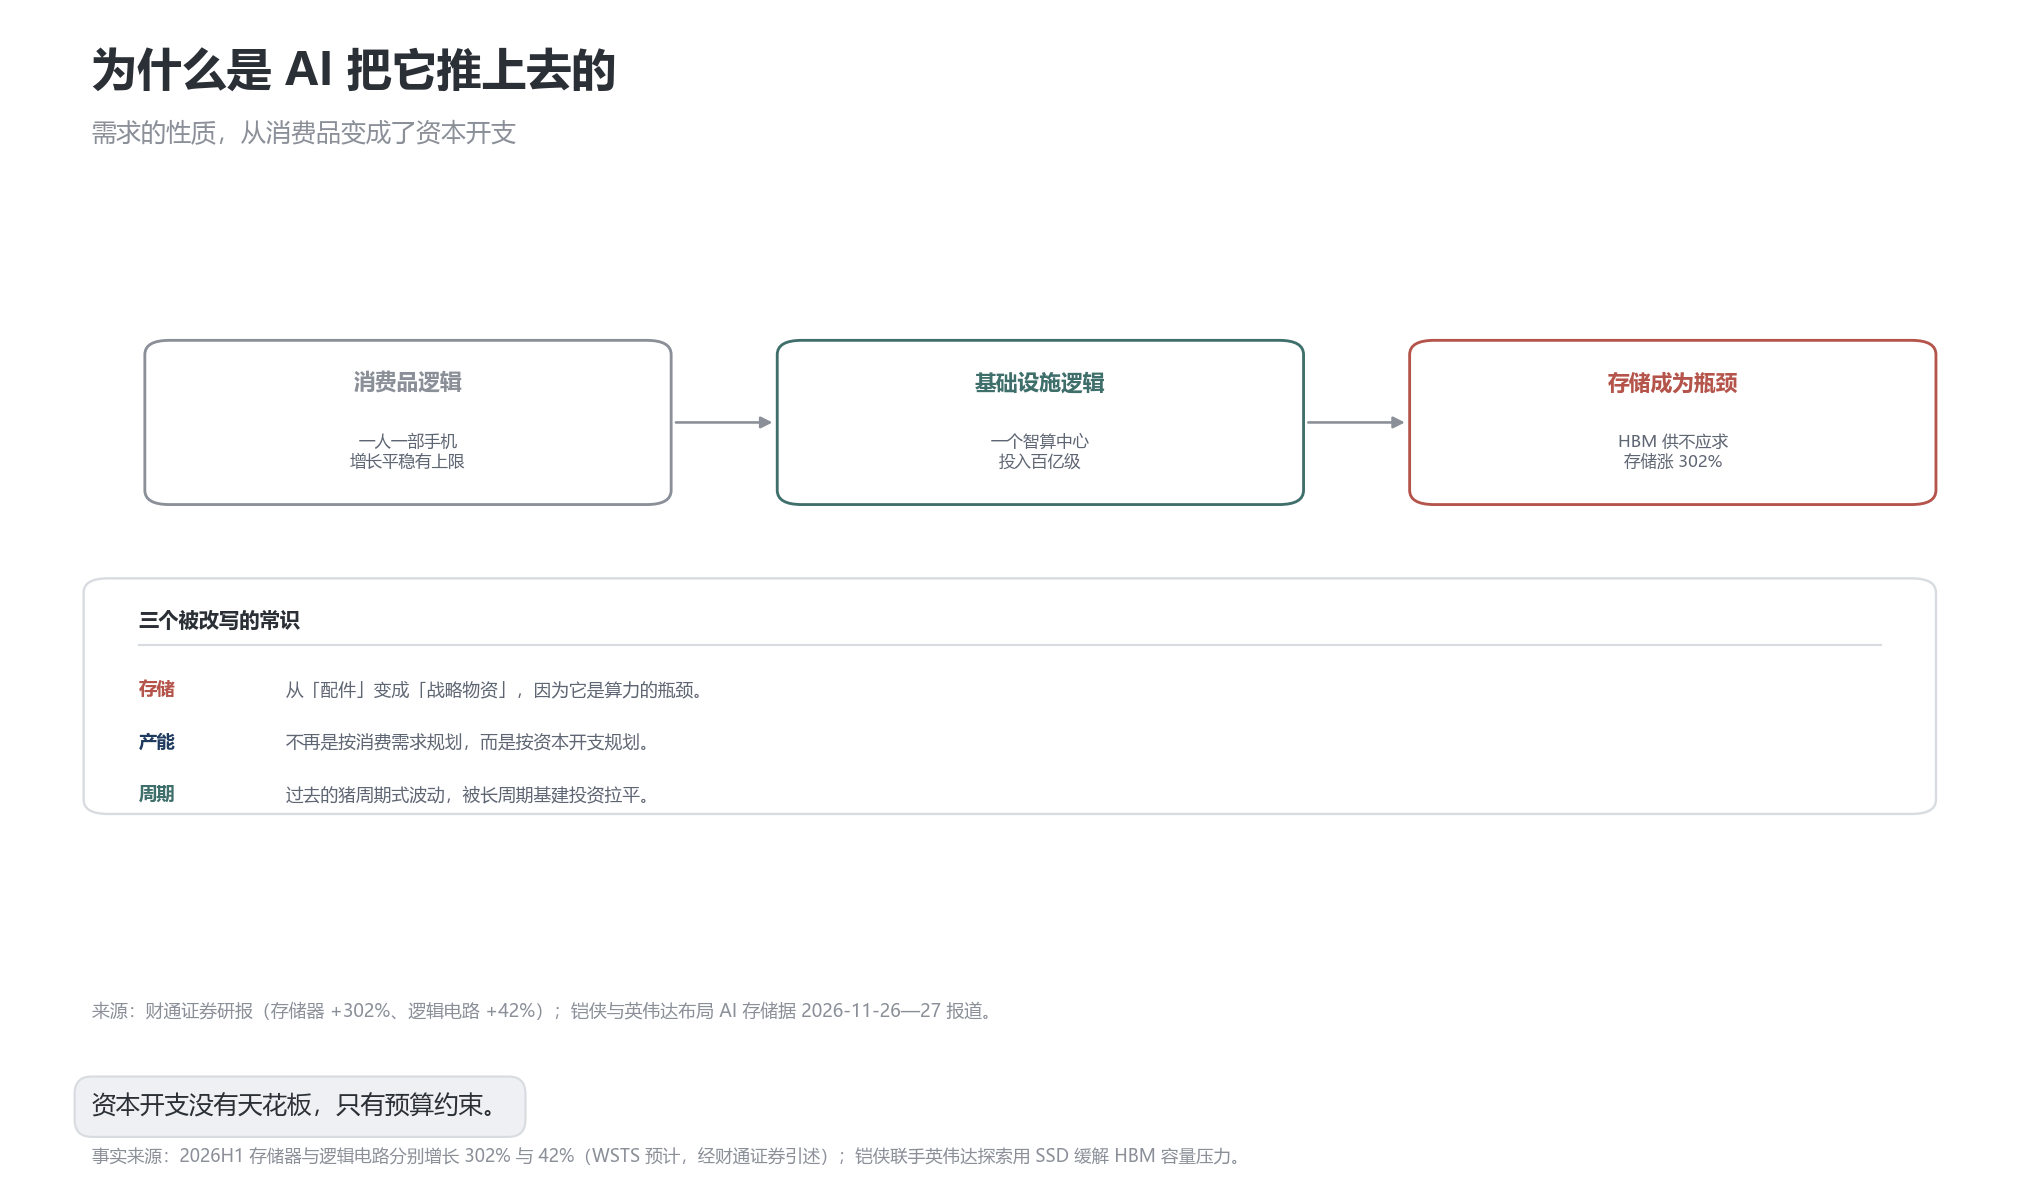 为什么是 AI 把它推上去的
需求的性质，从消费品变成了资本开支
消费品逻辑
一人一部手机
增长平稳有上限
基础设施逻辑
一个智算中心
投入百亿级
存储成为瓶颈
HBM 供不应求
存储涨 302%
三个被改写的常识
存储 从「配件」变成「战略物资」，因为它是算力的瓶颈。
产能 不再是按消费需求规划，而是按资本开支规划。
周期 过去的猪周期式波动，被长周期基建投资拉平。
来源：财通证券研报（存储器 +302%、逻辑电路 +42%）；铠侠与英伟达布局 AI 存储据 2026-11-26—27 报道。
资本开支没有天花板，只有预算约束。
事实来源：2026H1 存储器与逻辑电路分别增长 302% 与 42%（WSTS 预计，经财通证券引述）；铠侠联手英伟达探索用 SSD 缓解 HBM 容量压力。